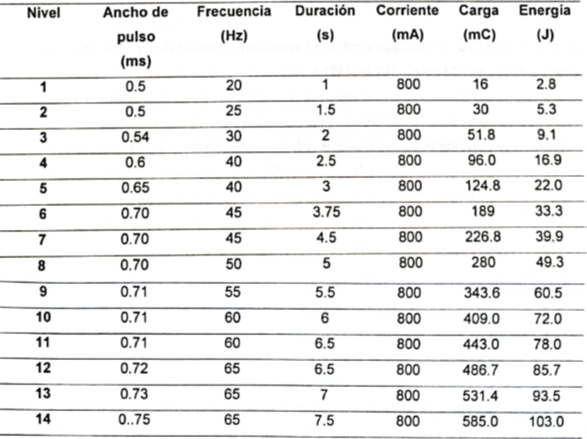 Nivel Ancho de pulso (ms) Frecuencia (Hz) Duración (s) Corriente (mA) Carga (mC) Energía (J)
1 0.5 20 1 800 16 2.8
2 0.5 25 1.5 800 30 5.3
3 0.54 30 2 800 51.8 9.1
4 0.6 40 2.5 800 96.0 16.9
5 0.65 40 3 800 124.8 22.0
6 0.70 45 3.75 800 189 33.3
7 0.70 45 4.5 800 226.8 39.9
8 0.70 50 5 800 280 49.3
9 0.71 55 5.5 800 343.6 60.5
10 0.71 60 6 800 409.0 72.0
11 0.71 60 6.5 800 443.0 78.0
12 0.72 65 6.5 800 486.7 85.7
13 0.73 65 7 800 531.4 93.5
14 0..75 65 7.5 800 585.0 103.0